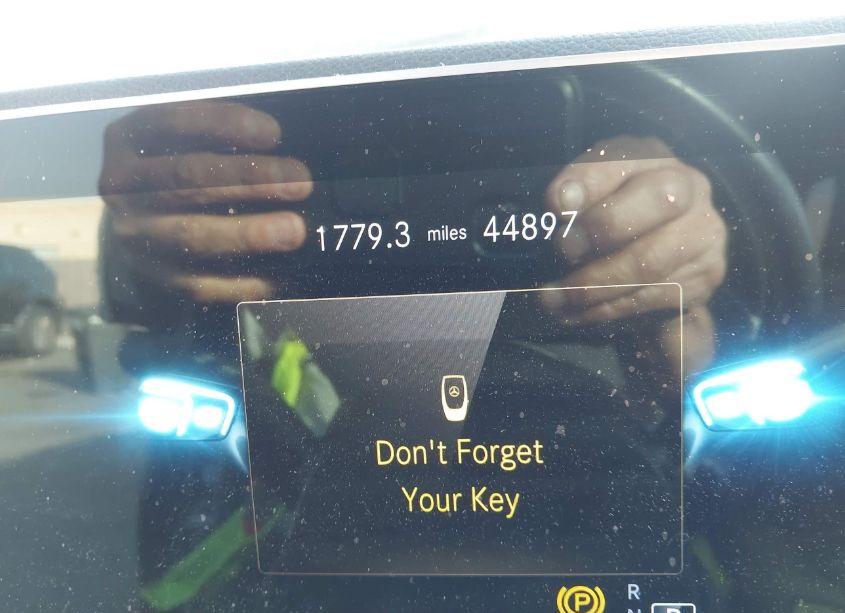 1779.3 miles 44897
Don't Forget
Your Key
P R
P